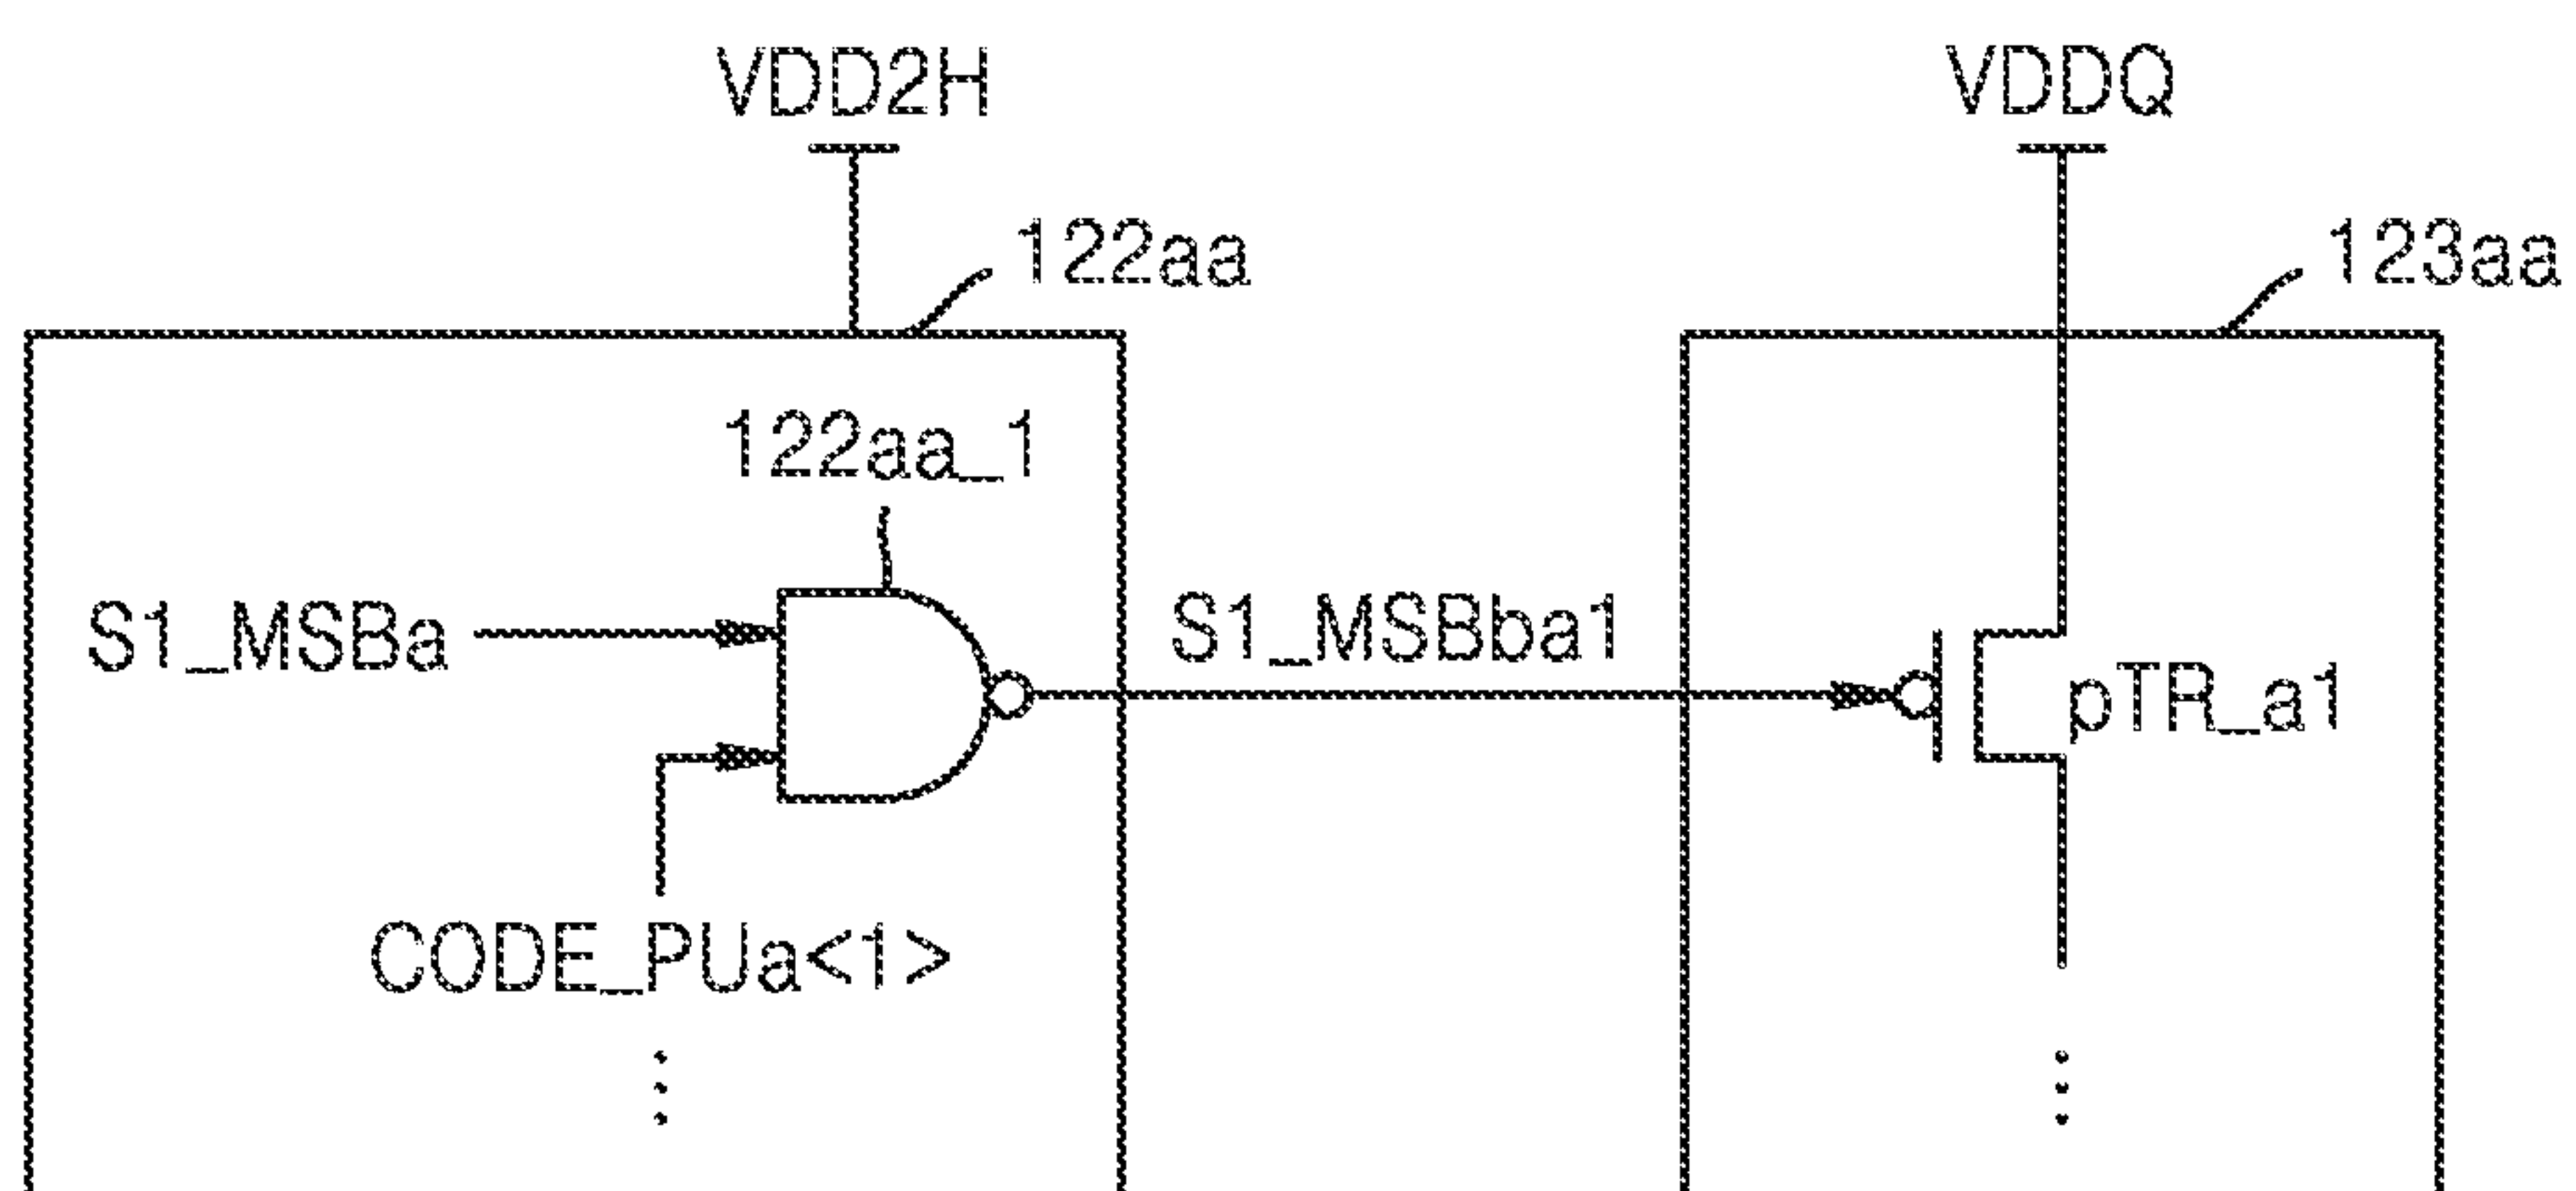 VDD2H
VDDQ
122aa
123aa
122aa_1
S1_MSBa
S1_MSBba1
pTR_a1
CODE_PUa<1>